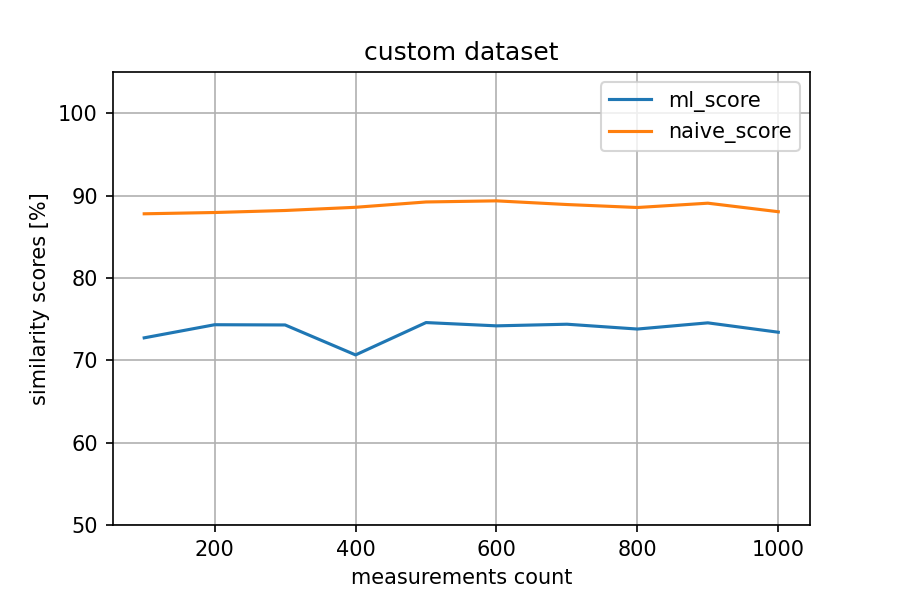 custom dataset
ml_score
naive_score
similarity scores [%]
100
90
80
70
60
50
200 400 600 800 1000
measurements count